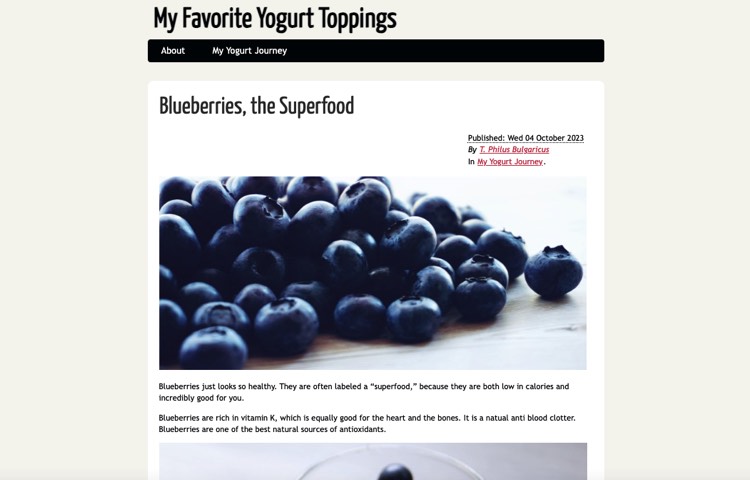 My Favorite Yogurt Toppings
About My Yogurt Journey
Blueberries, the Superfood
Published: Wed 04 October 2023
By T. Philus Bulgaricus
In My Yogurt Journey.
Blueberries just looks so healthy. They are often labeled a “superfood,” because they are both low in calories and
incredibly good for you.
Blueberries are rich in vitamin K, which is equally good for the heart and the bones. It is a natual anti blood clotter.
Blueberries are one of the best natural sources of antioxidants.